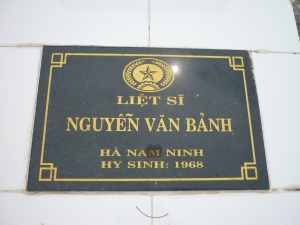 LIỆT SĨ
NGUYỄN VĂN BẢNH
HÀ NAM NINH
HY SINH: 1968